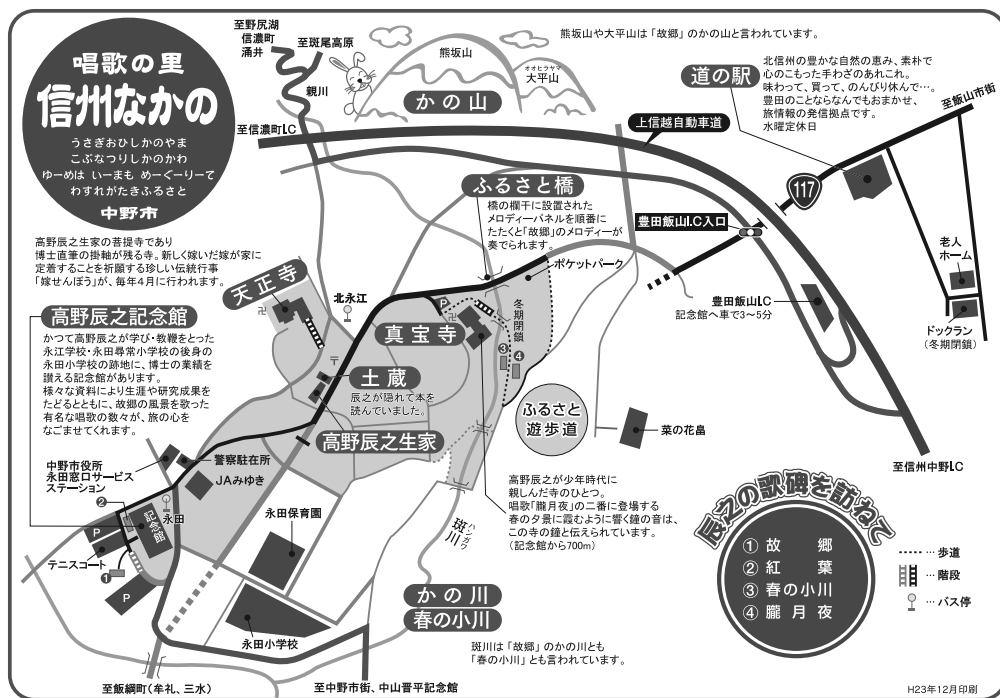 唱歌の里
信州なかの
うさぎおひしかのやま
こぶなつりしかのかわ
ゆーめは いーまも めーぐーりーて
わすれがたきふるさと
中野市
至野尻湖
信濃町
涌井
至斑尾高原
親川
至信濃町I.C
熊坂山
オオヒラヤマ
大平山
かの山
熊坂山や大平山は「故郷」のかの山と言われています。
道の駅
北信州の豊かな自然の恵み、素朴で
心のこもった手わざのあれこれ。
味わって、買って、のんびり休んで…。
豊田のことならなんでもおまかせ、
旅情報の発信拠点です。
水曜定休日
至飯山市街
上信越自動車道
117
豊田飯山I.C入口
老人
ホーム
ドックラン
(冬期閉鎖)
豊田飯山I.C
記念館へ車で3〜5分
至信州中野I.C
ふるさと橋
橋の欄干に設置された
メロディーパネルを順番に
たたくと「故郷」のメロディーが
奏でられます。
ポケットパーク
高野辰之生家の菩提寺であり
博士直筆の掛軸が残る寺。新しく嫁いだ嫁が家に
定着することを祈願する珍しい伝統行事
「嫁せんぼう」が、毎年4月に行われます。
天正寺
卍
北永江
〒
P
卍
真宝寺
冬期閉鎖
③
④
高野辰之記念館
かつて高野辰之が学び・教鞭をとった
永江学校・永田尋常小学校の後身の
永田小学校の跡地に、博士の業績を
讃える記念館があります。
様々な資料により生涯や研究成果を
たどるとともに、故郷の風景を歌った
有名な唱歌の数々が、旅の心を
なごませてくれます。
土蔵
辰之が隠れて本を
読んでいました。
高野辰之生家
ふるさと
遊歩道
菜の花畠
中野市役所
永田窓口サービス
ステーション
警察駐在所
JAみゆき
②
永田
記念館
P
テニスコート
①
P
永田保育園
永田小学校
ハンガワ
斑川
高野辰之が少年時代に
親しんだ寺のひとつ。
唱歌「朧月夜」の二番に登場する
春の夕景に霞むように響く鐘の音は、
この寺の鐘と伝えられています。
(記念館から700m)
かの川
春の小川
斑川は「故郷」のかの川とも
「春の小川」とも言われています。
辰之の歌碑を訪ねて
① 故郷
② 紅葉
③ 春の小川
④ 朧月夜
… 歩道
… 階段
… バス停
至飯綱町(牟礼、三水)
至中野市街、中山晋平記念館
H23年12月印刷